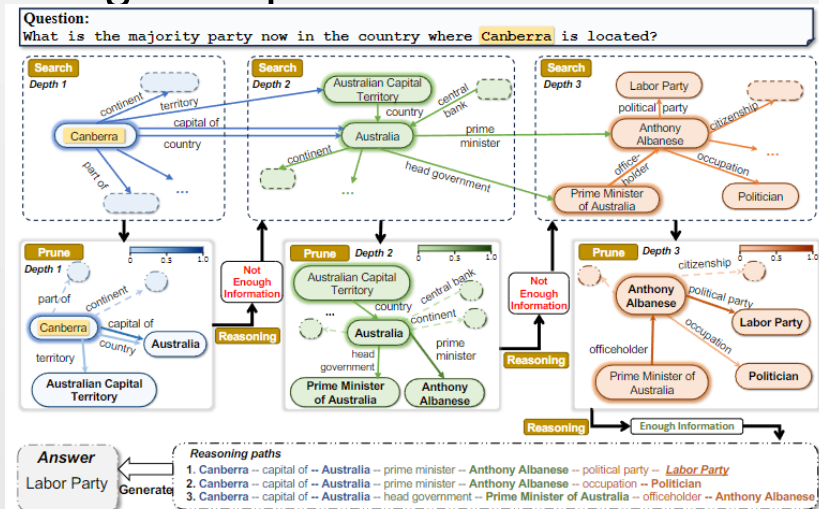 Question:
What is the majority party now in the country where Canberra is located?
Search
Depth 1
continent
territory
Canberra
capital of
country
part of
...
Search
Depth 2
Australian Capital
Territory
country
central
bank
Australia
prime
minister
continent
...
head government
Search
Depth 3
Labor Party
political party
citizenship
Anthony
Albanese
...
office-
holder
occupation
Prime Minister
of Australia
Politician
Prune
0
1.0
Depth 1
part of
continent
Canberra
capital of
country
Australia
territory
Australian Capital
Territory
Not
Enough
Information
Reasoning
Prune
Depth 2
0
1.0
Australian Capital
Territory
country
central bank
...
continent
Australia
head
government
prime
minister
Prime Minister
of Australia
Anthony
Albanese
Not
Enough
Information
Reasoning
Prune
Depth 3
0
1.0
citizenship
Anthony
Albanese
political party
Labor Party
occupation
officeholder
Prime Minister of
Australia
Politician
Reasoning
Enough Information
Answer
Labor Party
Generate
Reasoning paths
1. Canberra -- capital of -- Australia -- prime minister -- Anthony Albanese -- political party -- Labor Party
2. Canberra -- capital of -- Australia -- prime minister -- Anthony Albanese -- occupation -- Politician
3. Canberra -- capital of -- Australia -- head government -- Prime Minister of Australia -- officeholder -- Anthony Albanese